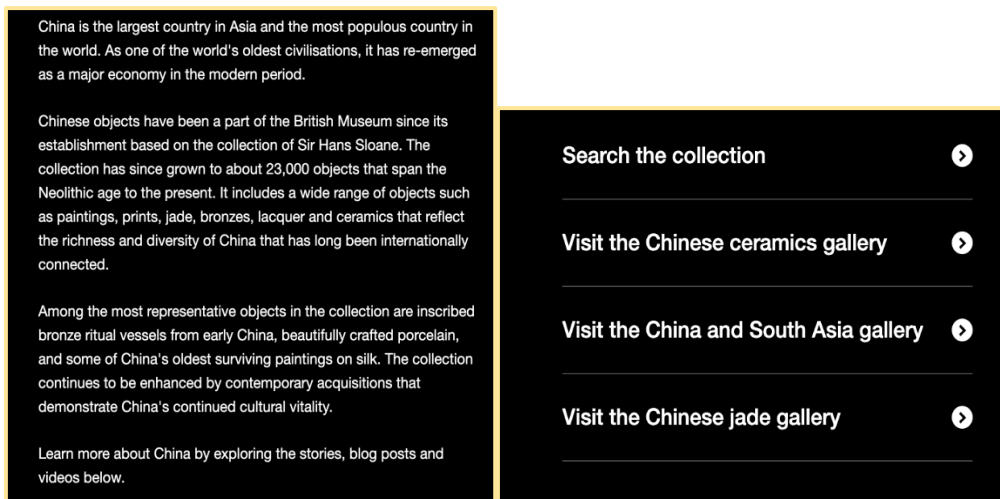 China is the largest country in Asia and the most populous country in
the world. As one of the world's oldest civilisations, it has re-emerged
as a major economy in the modern period.
Chinese objects have been a part of the British Museum since its
establishment based on the collection of Sir Hans Sloane. The
collection has since grown to about 23,000 objects that span the
Neolithic age to the present. It includes a wide range of objects such
as paintings, prints, jade, bronzes, lacquer and ceramics that reflect
the richness and diversity of China that has long been internationally
connected.
Among the most representative objects in the collection are inscribed
bronze ritual vessels from early China, beautifully crafted porcelain,
and some of China's oldest surviving paintings on silk. The collection
continues to be enhanced by contemporary acquisitions that
demonstrate China's continued cultural vitality.
Learn more about China by exploring the stories, blog posts and
videos below.
Search the collection
Visit the Chinese ceramics gallery
Visit the China and South Asia gallery
Visit the Chinese jade gallery